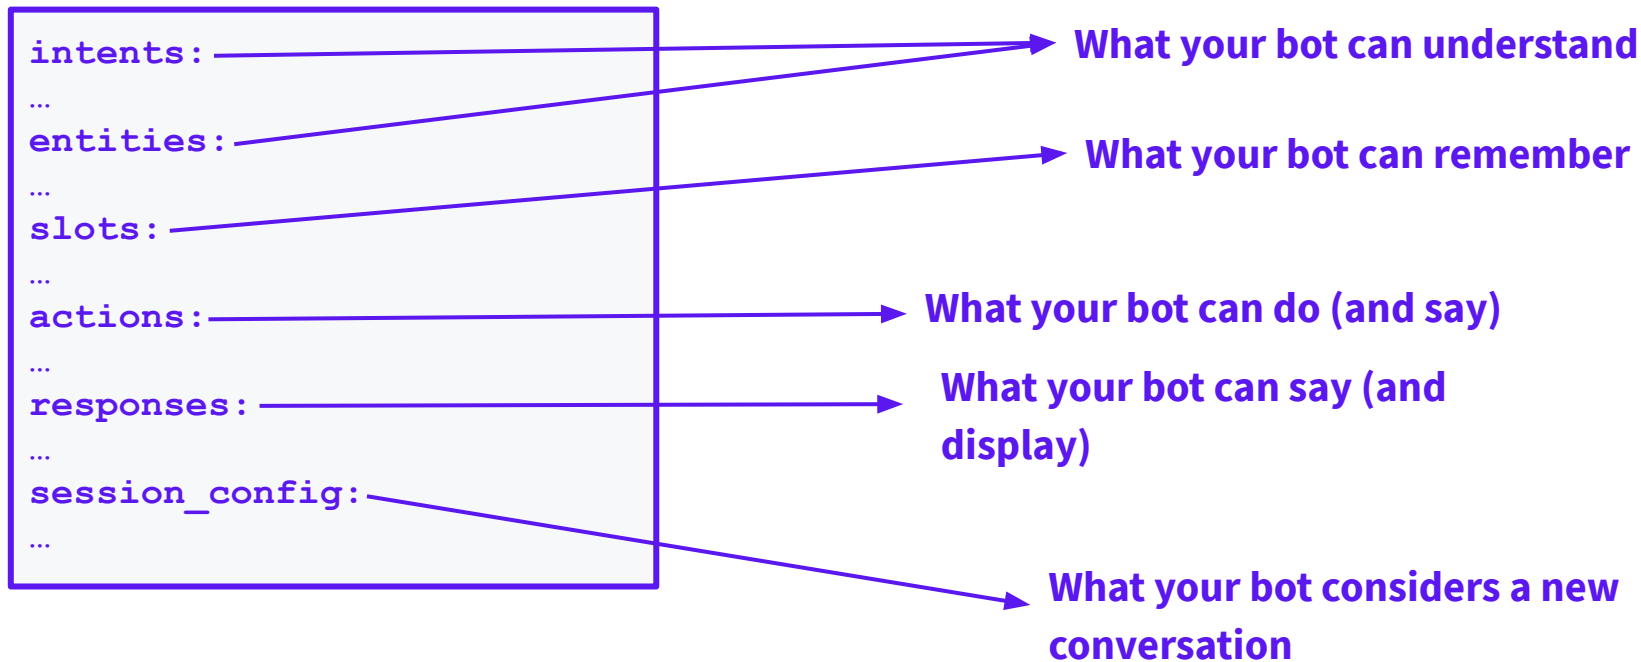 intents:
…
entities:
…
slots:
…
actions:
…
responses:
…
session_config:
…
What your bot can understand
What your bot can remember
What your bot can do (and say)
What your bot can say (and
display)
What your bot considers a new
conversation